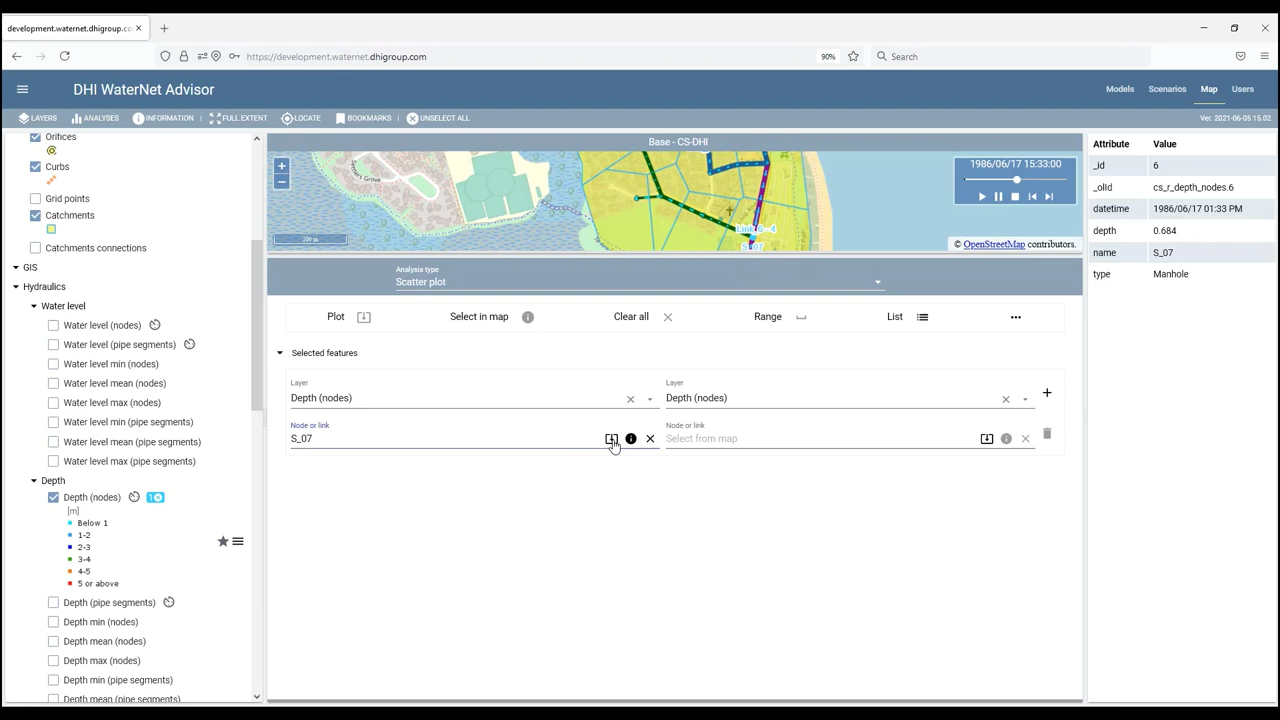 development.waternet.dhigroup.co
https://development.waternet.dhigroup.com
90%
Search
DHI WaterNet Advisor
Models
Scenarios
Map
Users
LAYERS
ANALYSES
INFORMATION
FULL EXTENT
LOCATE
BOOKMARKS
UNSELECT ALL
Ver. 2021-06-05 15.02
Orifices
Curbs
Grid points
Catchments
Catchments connections
GIS
Hydraulics
Water level
Water level (nodes)
Water level (pipe segments)
Water level min (nodes)
Water level mean (nodes)
Water level max (nodes)
Water level min (pipe segments)
Water level mean (pipe segments)
Water level max (pipe segments)
Depth
Depth (nodes)
1
[m]
Below 1
1-2
2-3
3-4
4-5
5 or above
Depth (pipe segments)
Depth min (nodes)
Depth mean (nodes)
Depth max (nodes)
Depth min (pipe segments)
Depth mean (pipe segments)
Base - CS-DHI
1986/06/17 15:33:00
S_07
200 m
© OpenStreetMap contributors.
Analysis type
Scatter plot
Plot
Select in map
Clear all
Range
List
Selected features
Layer
Depth (nodes)
Layer
Depth (nodes)
Node or link
S_07
Node or link
Select from map
Attribute Value
_id 6
_olId cs_r_depth_nodes.6
datetime 1986/06/17 01:33 PM
depth 0.684
name S_07
type Manhole